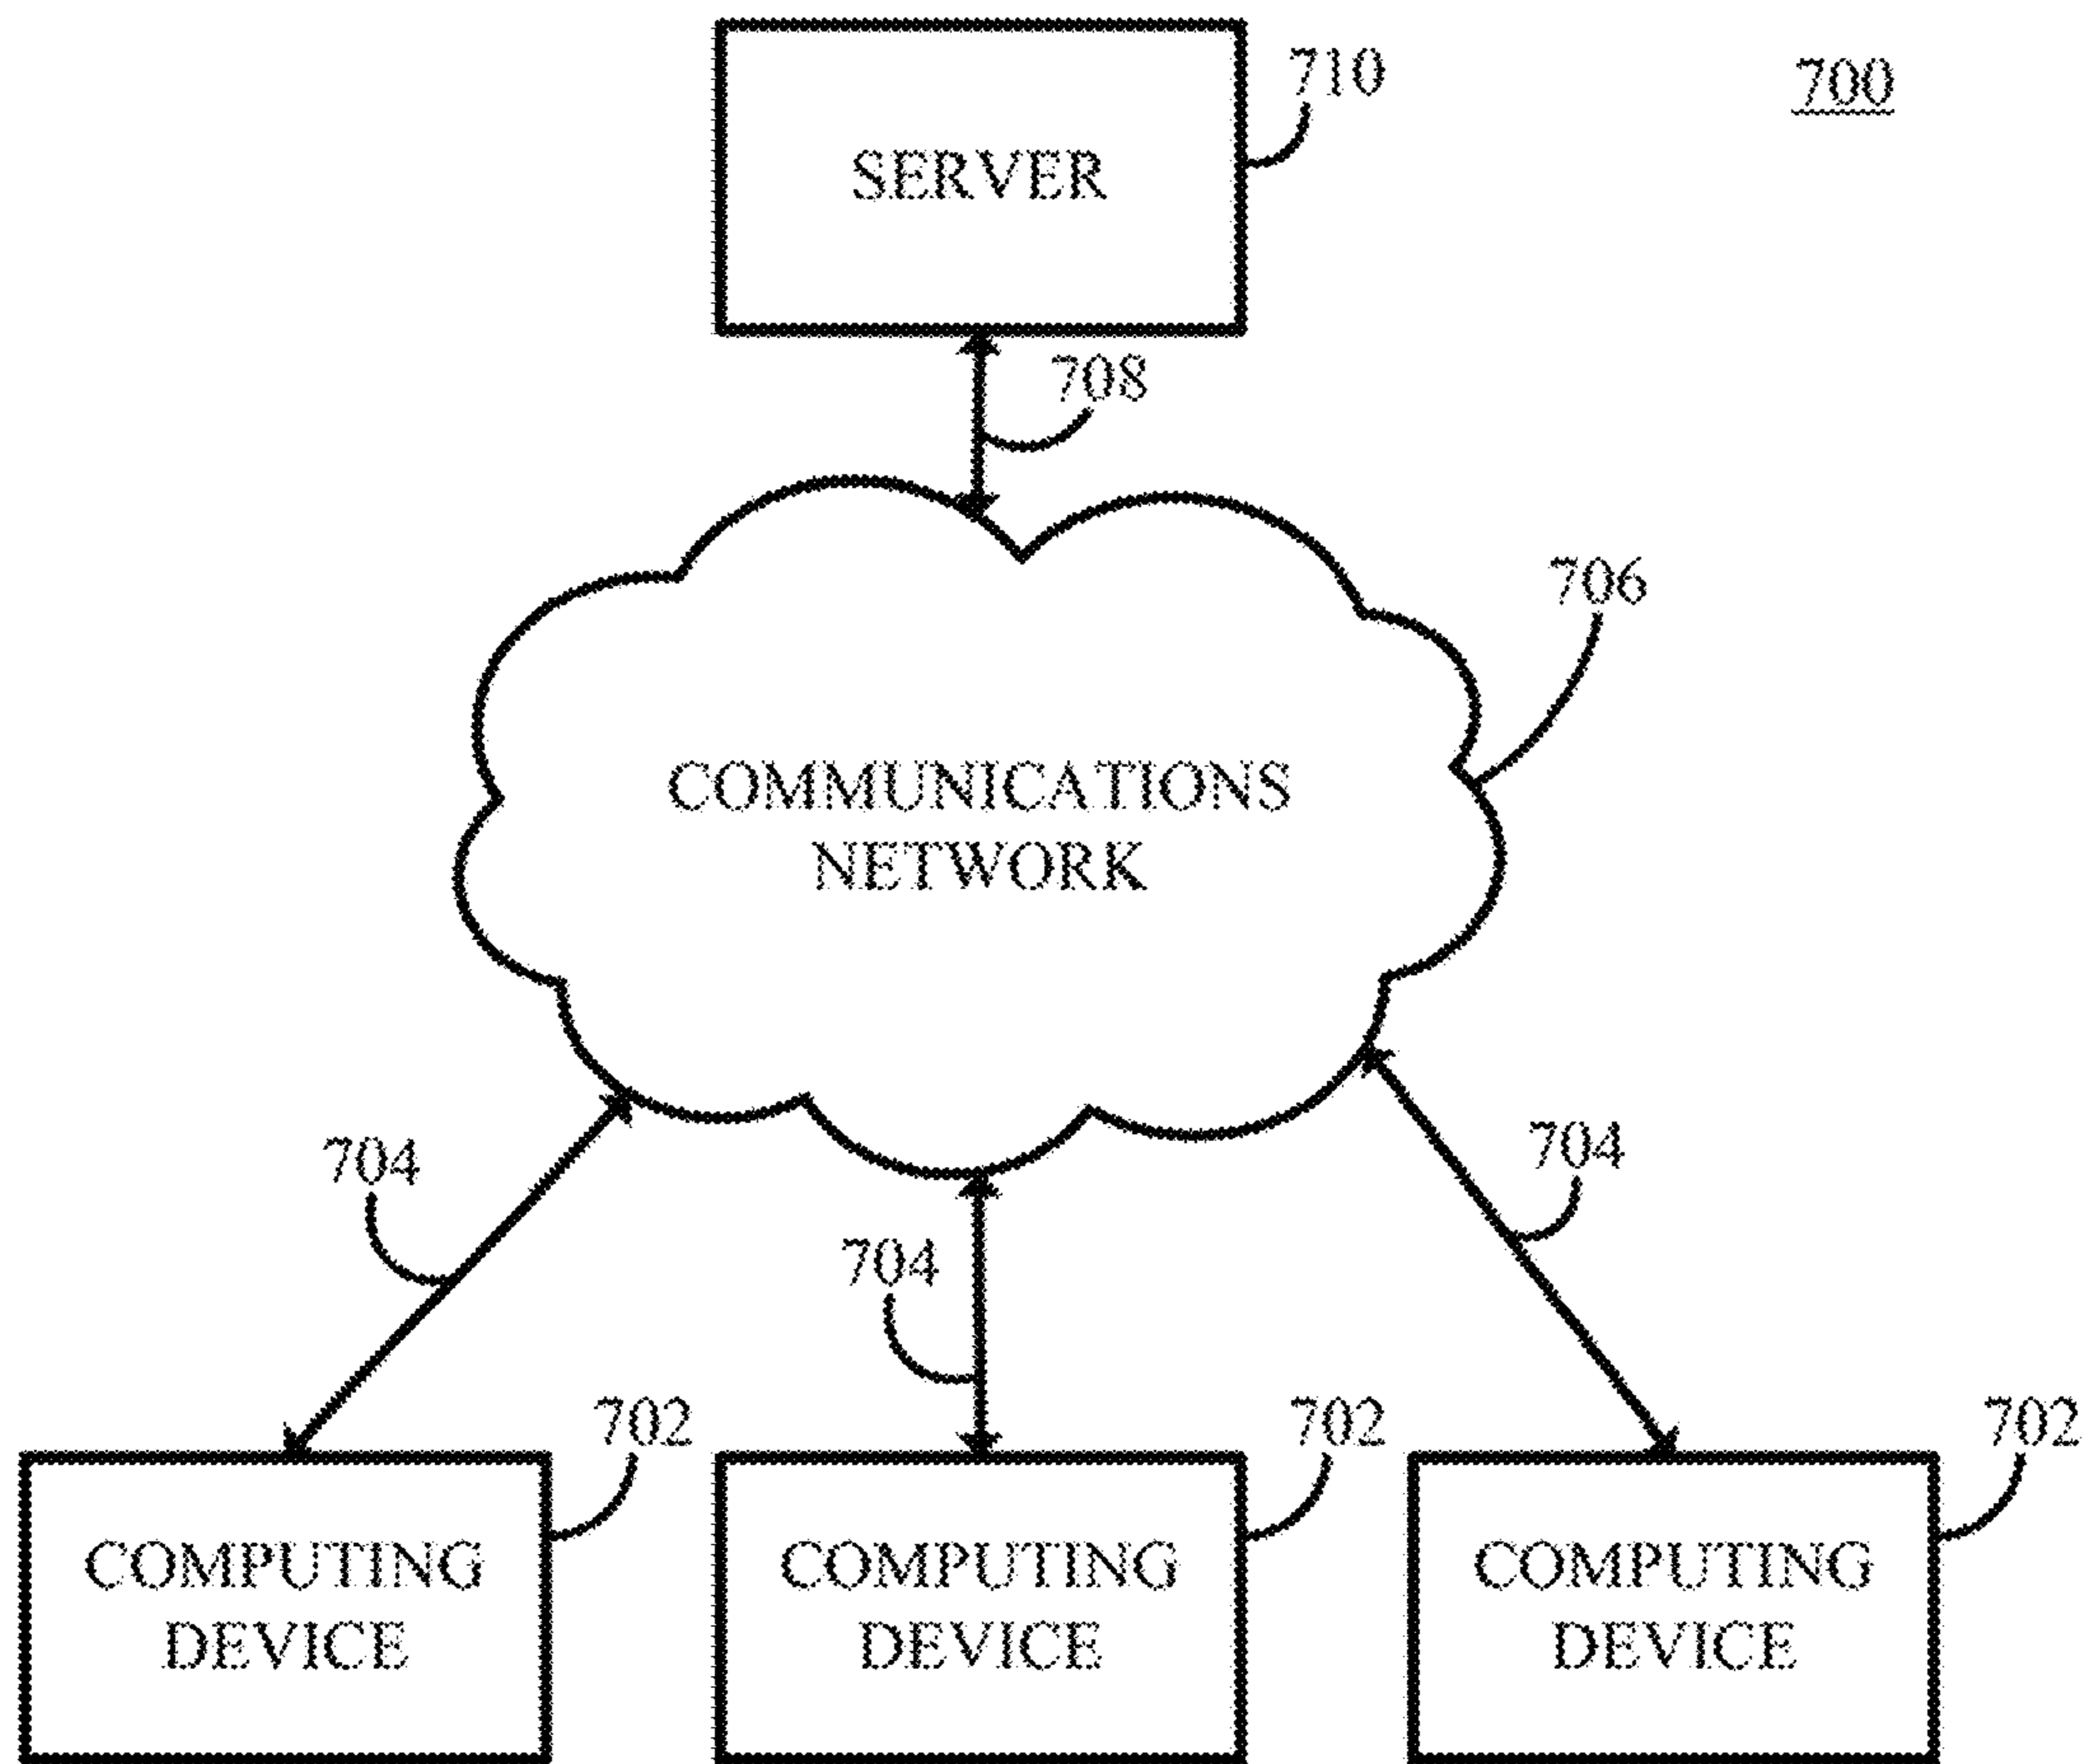 710
700
SERVER
708
706
COMMUNICATIONS
NETWORK
704
704
704
702
702
702
COMPUTING
DEVICE
COMPUTING
DEVICE
COMPUTING
DEVICE